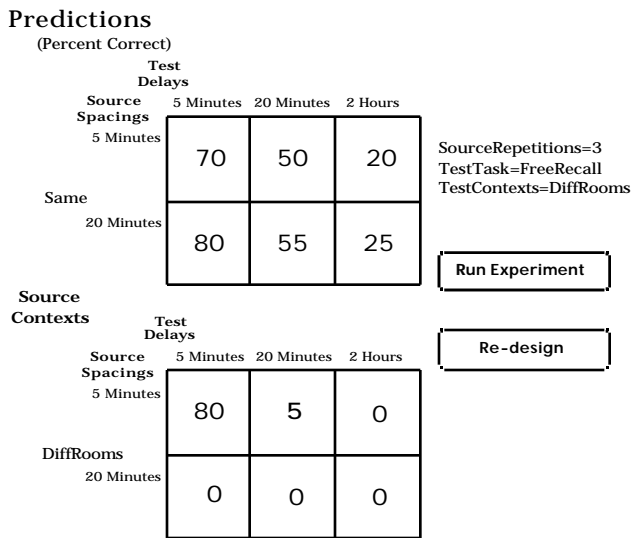 Predictions
(Percent Correct)
Test
Delays
Source
Spacings
5 Minutes 20 Minutes 2 Hours
5 Minutes
70 50 20
SourceRepetitions=3
TestTask=FreeRecall
TestContexts=DiffRooms
Same
20 Minutes
80 55 25
Run Experiment
Source
Contexts
Test
Delays
Re-design
Source
Spacings
5 Minutes 20 Minutes 2 Hours
5 Minutes
80 5 0
DiffRooms
20 Minutes
0 0 0